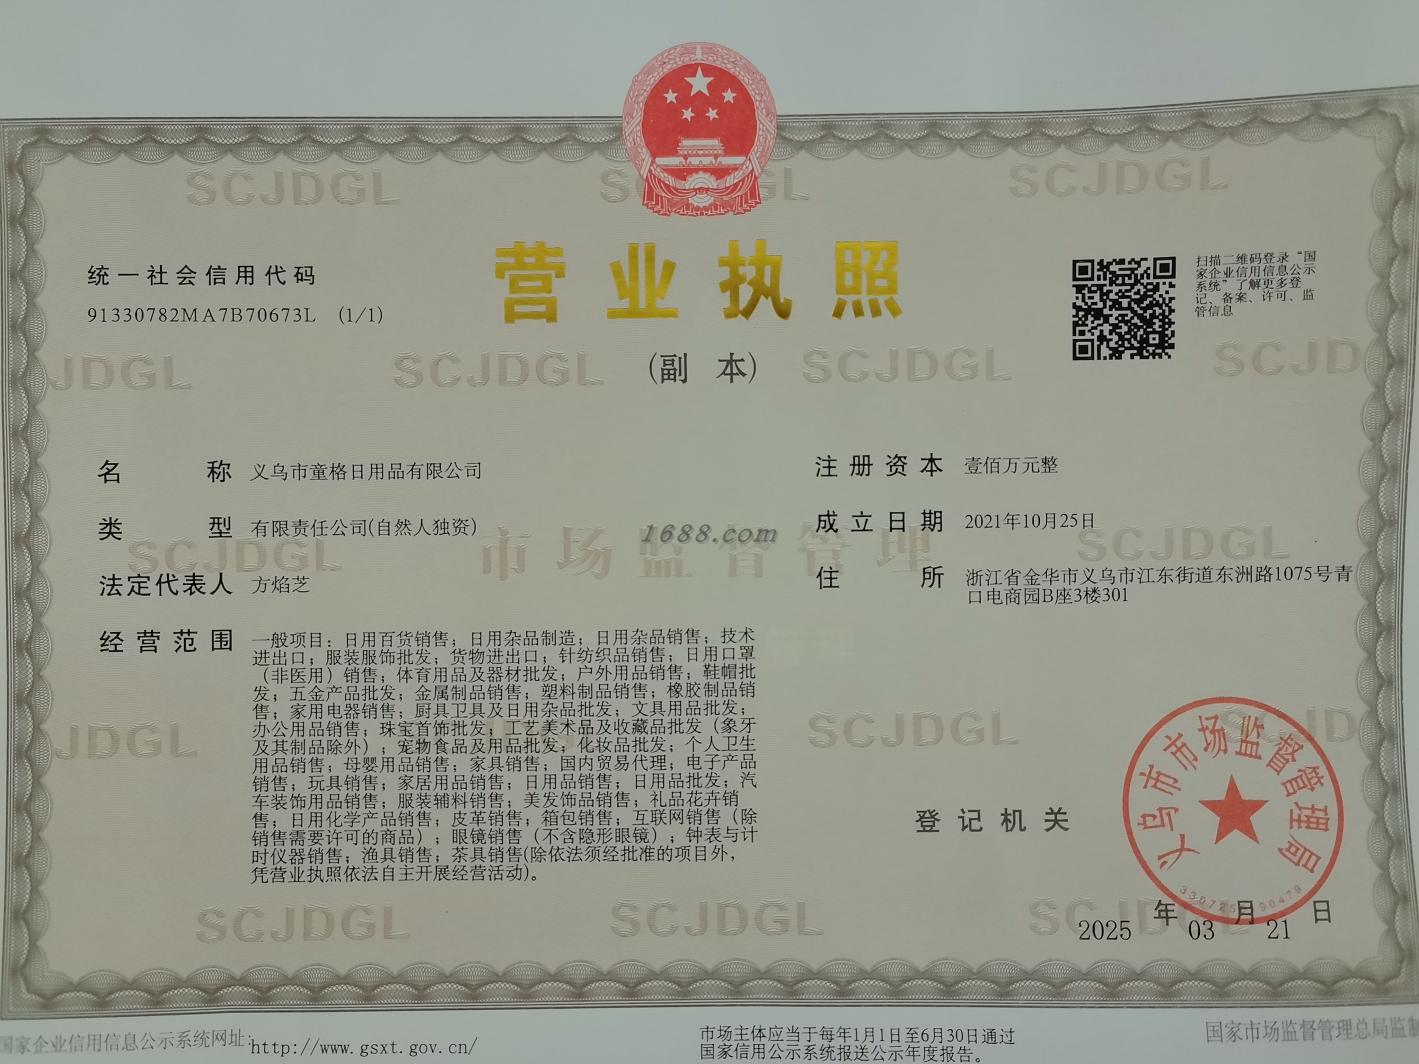 营业执照
(副 本)
统一社会信用代码
91330782MA7B70673L (1/1)
扫描二维码登录“国
家企业信用信息公示
系统”了解更多登
记、备案、许可、监
管信息
名 称 义乌市童格日用品有限公司
类 型 有限责任公司(自然人独资)
法定代表人 方焰芝
经营范围 一般项目：日用百货销售；日用杂品制造；日用杂品销售；技术
进出口；服装服饰批发；货物进出口；针纺织品销售；日用口罩
（非医用）销售；体育用品及器材批发；户外用品销售；鞋帽批
发；五金产品批发；金属制品销售；塑料制品销售；橡胶制品销
售；家用电器销售；厨具卫具及日用杂品批发；文具用品批发；
办公用品销售；珠宝首饰批发；工艺美术品及收藏品批发（象牙
及其制品除外）；宠物食品及用品批发；化妆品批发；个人卫生
用品销售；母婴用品销售；家具销售；国内贸易代理；电子产品
销售；玩具销售；家居用品销售；日用品销售；日用品批发；汽
车装饰用品销售；服装辅料销售；美发饰品销售；礼品花卉销
售；日用化学产品销售；皮革销售；箱包销售；互联网销售（除
销售需要许可的商品）；眼镜销售（不含隐形眼镜）；钟表与计
时仪器销售；渔具销售；茶具销售(除依法须经批准的项目外，
凭营业执照依法自主开展经营活动)。
注册资本 壹佰万元整
成立日期 2021年10月25日
住 所 浙江省金华市义乌市江东街道东洲路1075号青
口电商园B座3楼301
1688.com
市场监督管理
SCJDGL
登记机关
义乌市市场监督管理局
2025 年 03 月 21 日
国家企业信用信息公示系统网址：http://www.gsxt.gov.cn/
市场主体应当于每年1月1日至6月30日通过
国家信用公示系统报送公示年度报告。
国家市场监督管理总局监制